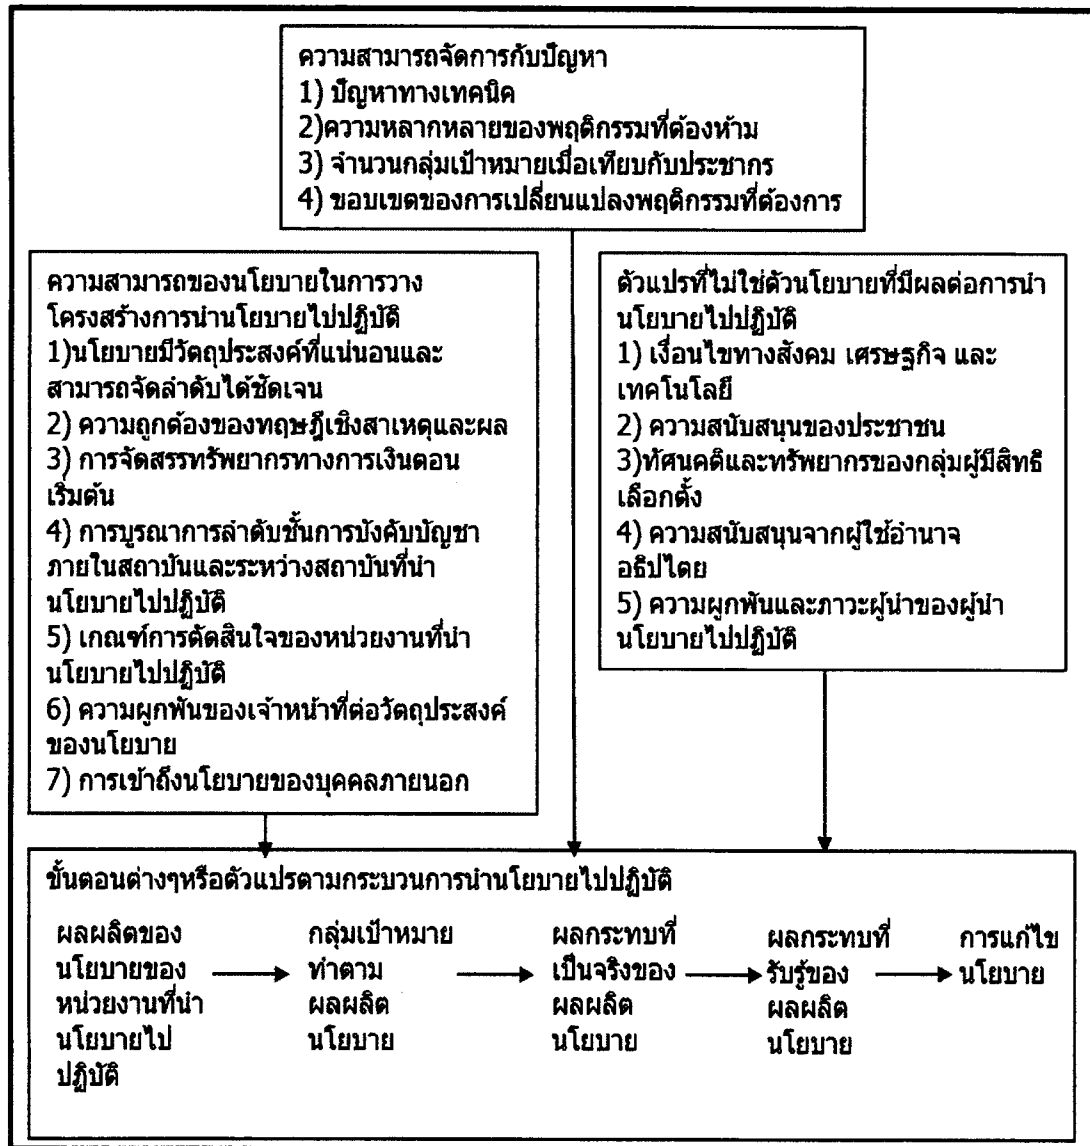 ความสามารถจัดการกับปัญหา
1) ปัญหาทางเทคนิค
2)ความหลากหลายของพฤติกรรมที่ต้องห้าม
3) จำนวนกลุ่มเป้าหมายเมื่อเทียบกับประชากร
4) ขอบเขตของการเปลี่ยนแปลงพฤติกรรมที่ต้องการ
ความสามารถของนโยบายในการวาง
โครงสร้างการนำนโยบายไปปฏิบัติ
1)นโยบายมีวัตถุประสงค์ที่แน่นอนและ
สามารถจัดลำดับได้ชัดเจน
2) ความถูกต้องของทฤษฎีเชิงสาเหตุและผล
3) การจัดสรรทรัพยากรทางการเงินตอน
เริ่มต้น
4) การบูรณาการลำดับชั้นการบังคับบัญชา
ภายในสถาบันและระหว่างสถาบันที่นำ
นโยบายไปปฏิบัติ
5) เกณฑ์การตัดสินใจของหน่วยงานที่นำ
นโยบายไปปฏิบัติ
6) ความผูกพันของเจ้าหน้าที่ต่อวัตถุประสงค์
ของนโยบาย
7) การเข้าถึงนโยบายของบุคคลภายนอก
ตัวแปรที่ไม่ใช่ตัวนโยบายที่มีผลต่อการนำ
นโยบายไปปฏิบัติ
1) เงื่อนไขทางสังคม เศรษฐกิจ และ
เทคโนโลยี
2) ความสนับสนุนของประชาชน
3)ทัศนคติและทรัพยากรของกลุ่มผู้มีสิทธิ
เลือกตั้ง
4) ความสนับสนุนจากผู้ใช้อำนาจ
อธิปไตย
5) ความผูกพันและภาวะผู้นำของผู้นำ
นโยบายไปปฏิบัติ
ขั้นตอนต่างๆหรือตัวแปรตามกระบวนการนำนโยบายไปปฏิบัติ
ผลผลิตของ
นโยบายของ
หน่วยงานที่นำ
นโยบายไป
ปฏิบัติ
กลุ่มเป้าหมาย
ทำตาม
ผลผลิต
นโยบาย
ผลกระทบที่
เป็นจริงของ
ผลผลิต
นโยบาย
ผลกระทบที่
รับรู้ของ
ผลผลิต
นโยบาย
การแก้ไข
นโยบาย